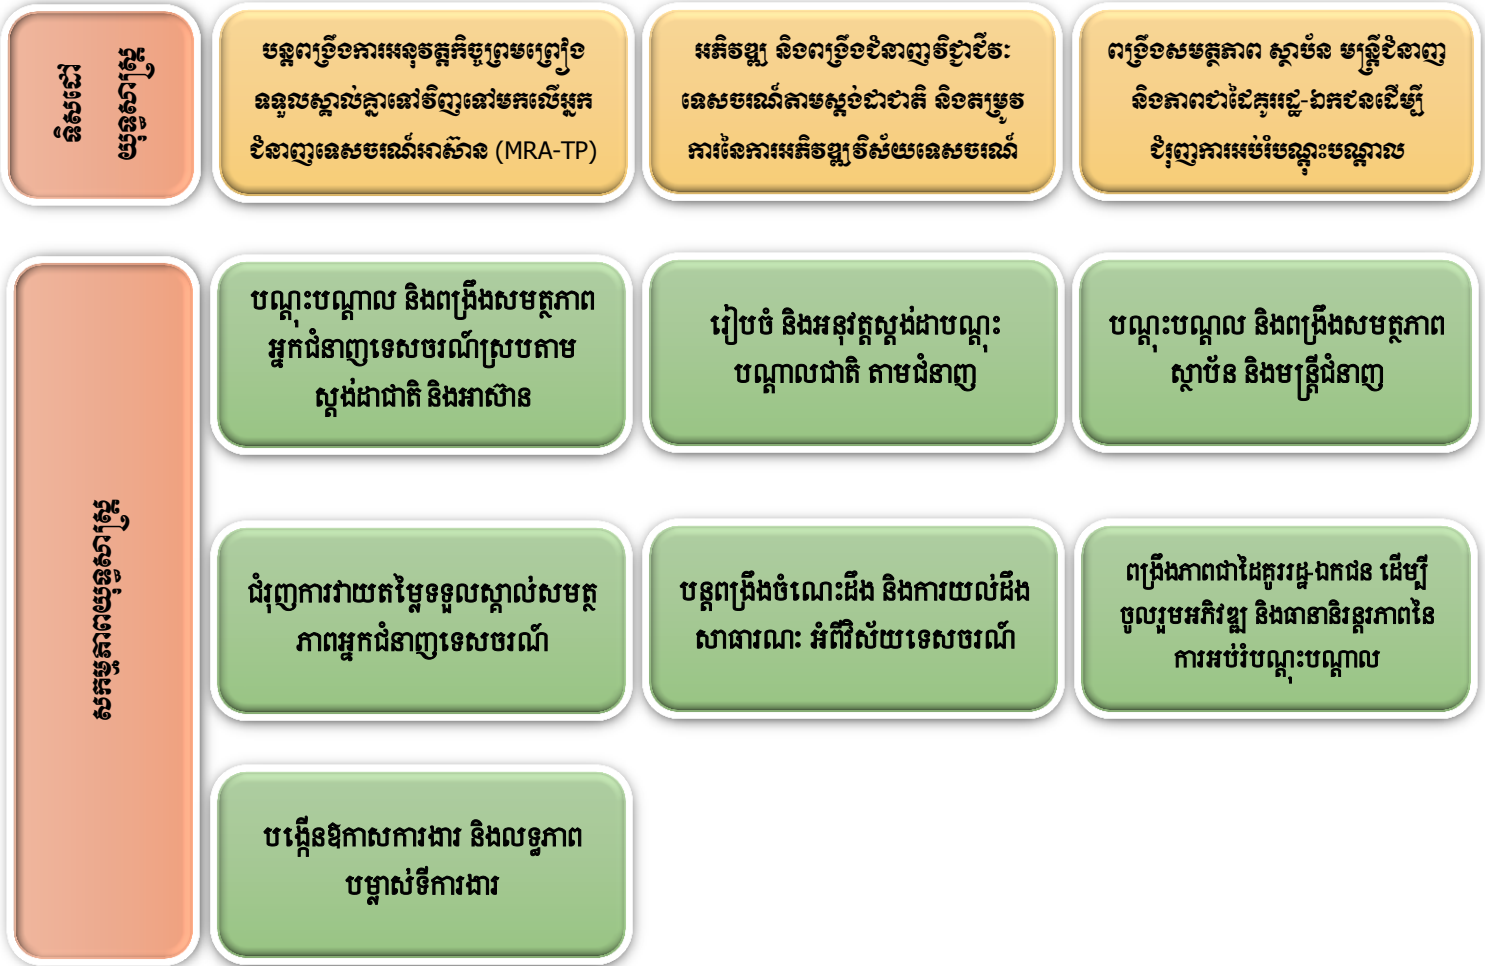 ទិសដៅ
យុទ្ធសាស្ត្រ
បន្តពង្រឹងការអនុវត្តកិច្ចព្រមព្រៀង
ទទួលស្គាល់គ្នាទៅវិញទៅមកលើអ្នក
ជំនាញទេសចរណ៍អាស៊ាន (MRA-TP)
អភិវឌ្ឍ និងពង្រឹងជំនាញវិជ្ជាជីវៈ
ទេសចរណ៍តាមស្តង់ដាជាតិ និងតម្រូវ
ការនៃការអភិវឌ្ឍវិស័យទេសចរណ៍
ពង្រឹងសមត្ថភាព ស្ថាប័ន មន្ត្រីជំនាញ
និងភាពជាដៃគូររដ្ឋ-ឯកជនដើម្បី
ជំរុញការអប់រំបណ្តុះបណ្តាល
សកម្មភាពយុទ្ធសាស្ត្រ
បណ្តុះបណ្តាល និងពង្រឹងសមត្ថភាព
អ្នកជំនាញទេសចរណ៍ស្របតាម
ស្តង់ដាជាតិ និងអាស៊ាន
រៀបចំ និងអនុវត្តស្តង់ដាបណ្តុះ
បណ្តាលជាតិ តាមជំនាញ
បណ្តុះបណ្តល និងពង្រឹងសមត្ថភាព
ស្ថាប័ន និងមន្ត្រីជំនាញ
ជំរុញការវាយតម្លៃទទួលស្គាល់សមត្ថ
ភាពអ្នកជំនាញទេសចរណ៍
បន្តពង្រឹងចំណេះដឹង និងការយល់ដឹង
សាធារណៈ អំពីវិស័យទេសចរណ៍
ពង្រឹងភាពជាដៃគូររដ្ឋ-ឯកជន ដើម្បី
ចូលរួមអភិវឌ្ឍ និងធានានិរន្តរភាពនៃ
ការអប់រំបណ្តុះបណ្តាល
បង្កើនឱកាសការងារ និងលទ្ធភាព
បម្លាស់ទីការងារ